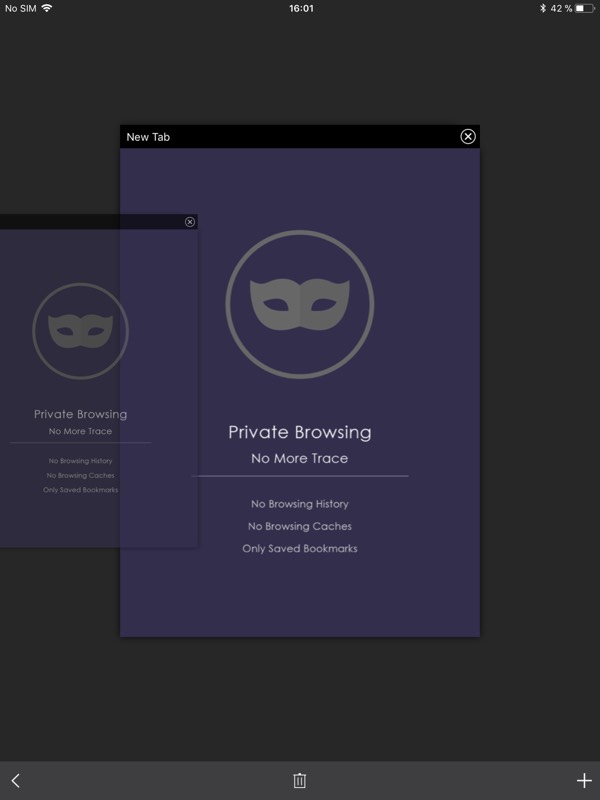 No SIM 16:01 42 %
New Tab
Private Browsing
No More Trace
No Browsing History
No Browsing Caches
Only Saved Bookmarks
Private Browsing
No More Trace
No Browsing History
No Browsing Caches
Only Saved Bookmarks